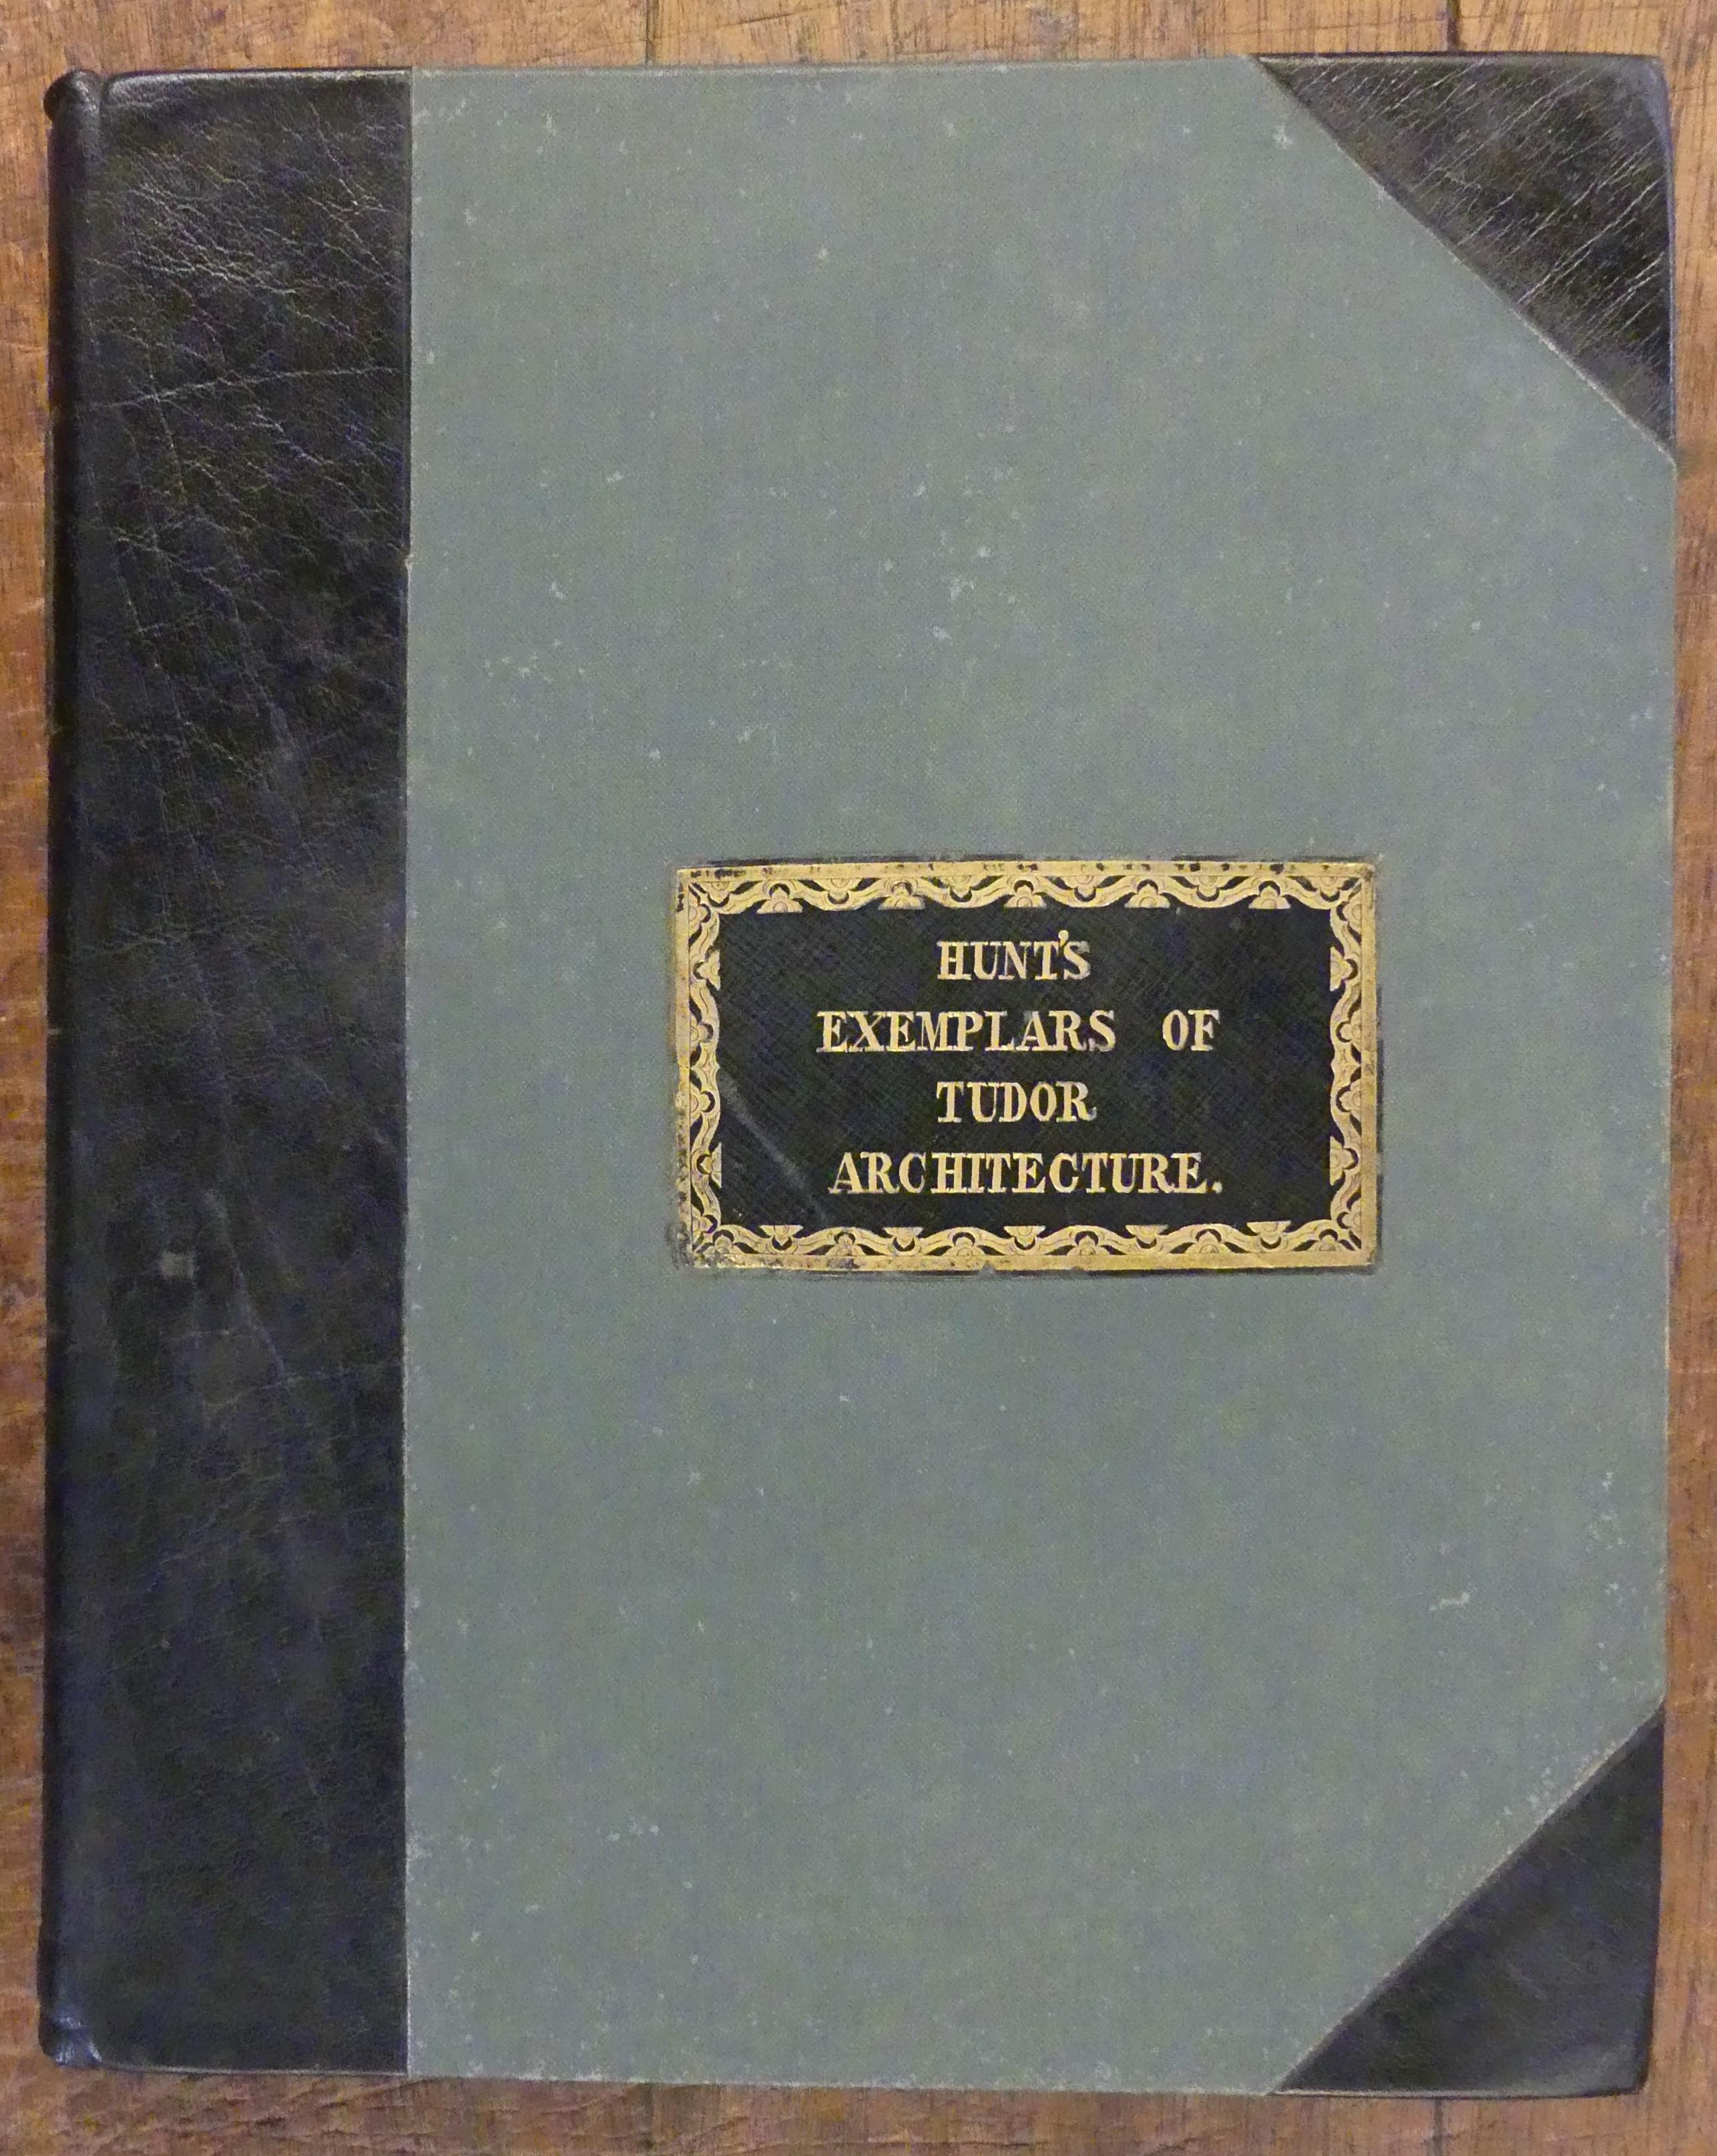 HUNT'S
EXEMPLARS OF
TUDOR
ARCHITECTURE.